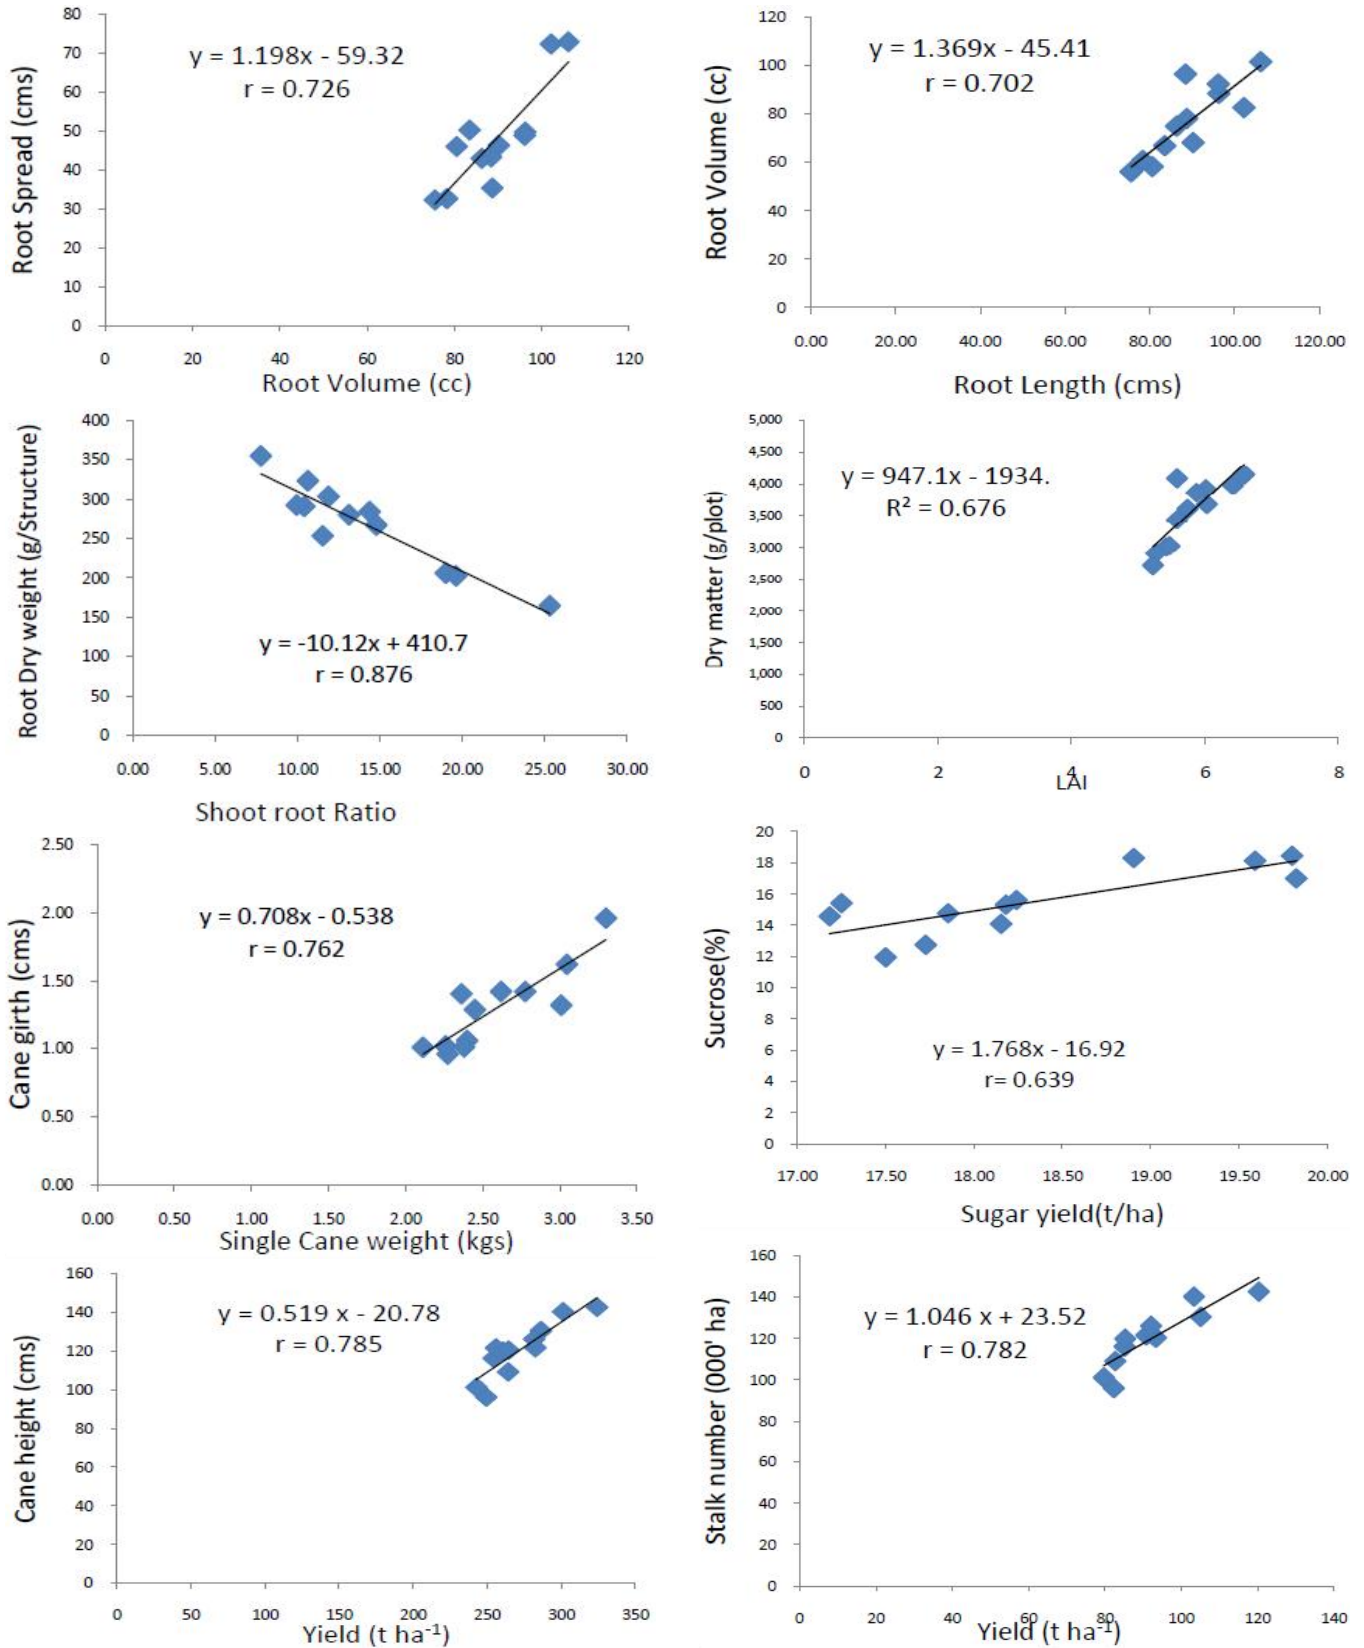 80
70
60
50
40
30
20
10
0
Root Spread (cms)
y = 1.198x - 59.32
r = 0.726
0 20 40 60 80 100 120
Root Volume (cc)
120
100
80
60
40
20
0
Root Volume (cc)
y = 1.369x - 45.41
r = 0.702
0.00 20.00 40.00 60.00 80.00 100.00 120.00
Root Length (cms)
400
350
300
250
200
150
100
50
0
Root Dry weight (g/Structure)
y = -10.12x + 410.7
r = 0.876
0.00 5.00 10.00 15.00 20.00 25.00 30.00
Shoot root Ratio
5,000
4,500
4,000
3,500
3,000
2,500
2,000
1,500
1,000
500
0
Dry matter (g/plot)
y = 947.1x - 1934.
R² = 0.676
0 2 4 6 8
LAI
2.50
2.00
1.50
1.00
0.50
0.00
Cane girth (cms)
y = 0.708x - 0.538
r = 0.762
0.00 0.50 1.00 1.50 2.00 2.50 3.00 3.50
Single Cane weight (kgs)
20
18
16
14
12
10
8
6
4
2
0
Sucrose(%)
y = 1.768x - 16.92
r= 0.639
17.00 17.50 18.00 18.50 19.00 19.50 20.00
Sugar yield(t/ha)
160
140
120
100
80
60
40
20
0
Cane height (cms)
y = 0.519 x - 20.78
r = 0.785
0 50 100 150 200 250 300 350
Yield (t ha⁻¹)
160
140
120
100
80
60
40
20
0
Stalk number (000' ha)
y = 1.046 x + 23.52
r = 0.782
0 20 40 60 80 100 120 140
Yield (t ha⁻¹)